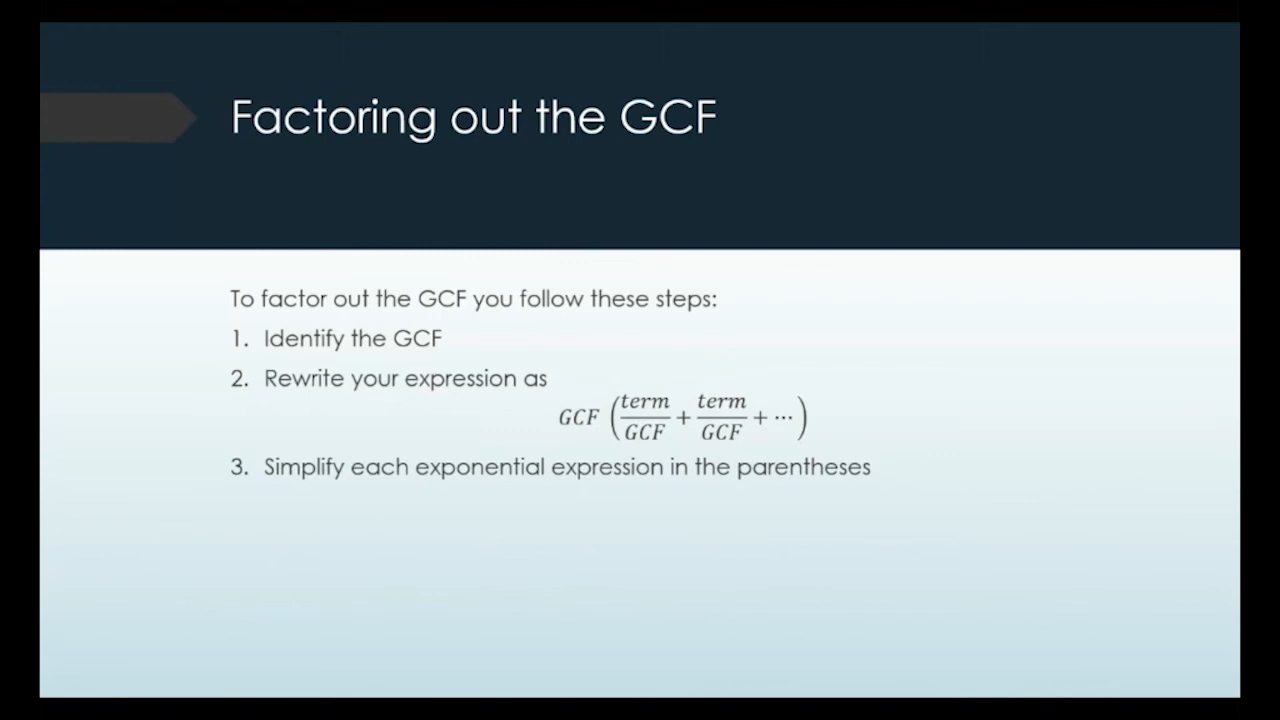 Factoring out the GCF
To factor out the GCF you follow these steps:
1. Identify the GCF
2. Rewrite your expression as
GCF (term/GCF + term/GCF + ⋯)
3. Simplify each exponential expression in the parentheses